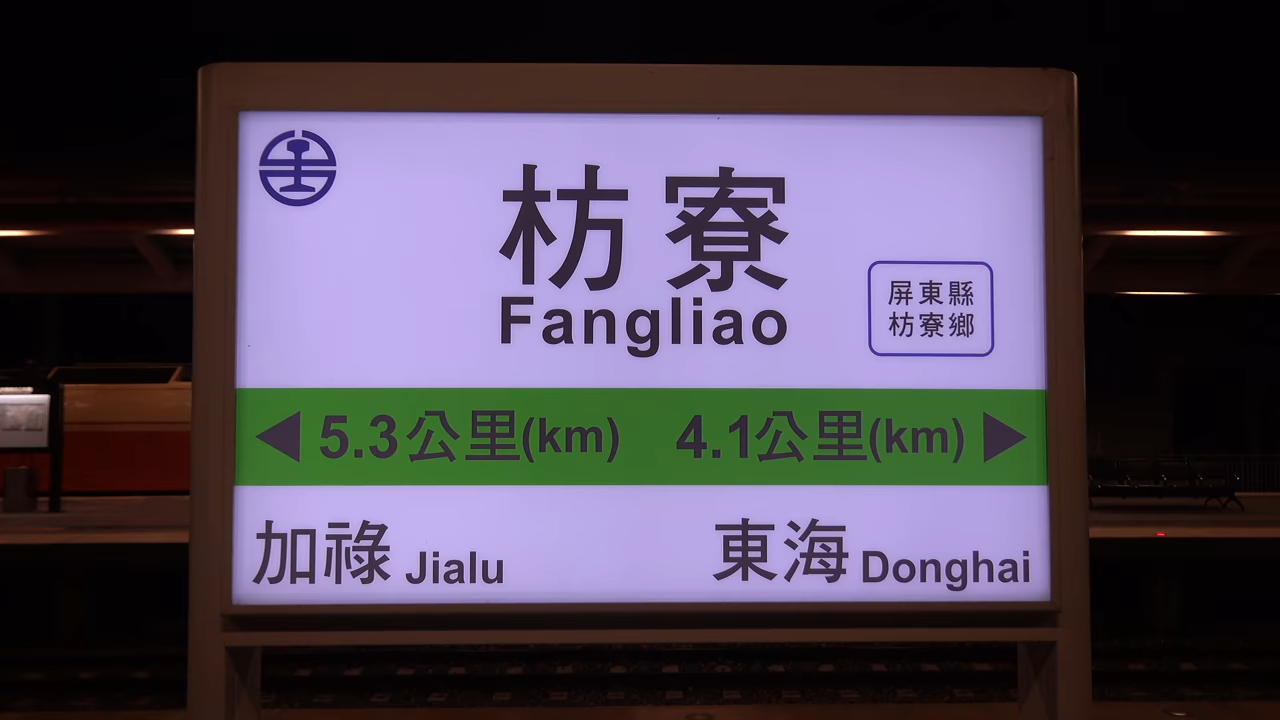 枋寮
Fangliao
屏東縣
枋寮鄉
5.3公里(km) 4.1公里(km)
加祿 Jialu 東海 Donghai